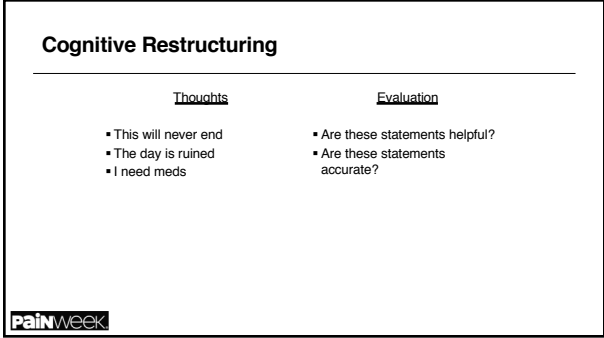 Cognitive Restructuring
Thoughts
▪ This will never end
▪ The day is ruined
▪ I need meds
Evaluation
▪ Are these statements helpful?
▪ Are these statements
accurate?
PaiNWeeK.